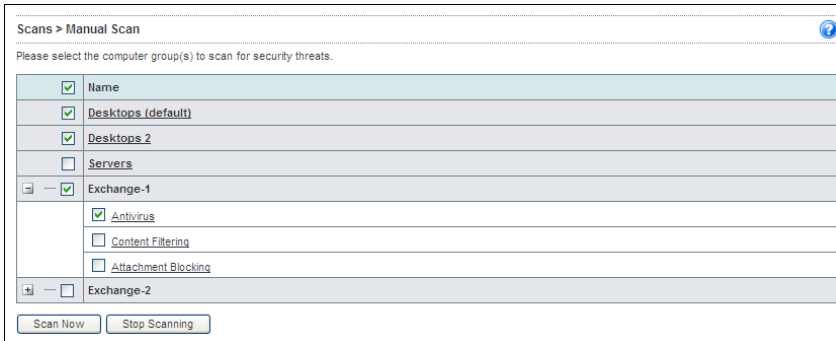 Scans > Manual Scan
?
Please select the computer group(s) to scan for security threats.
Name
Desktops (default)
Desktops 2
Servers
Exchange-1
Antivirus
Content Filtering
Attachment Blocking
Exchange-2
Scan Now Stop Scanning